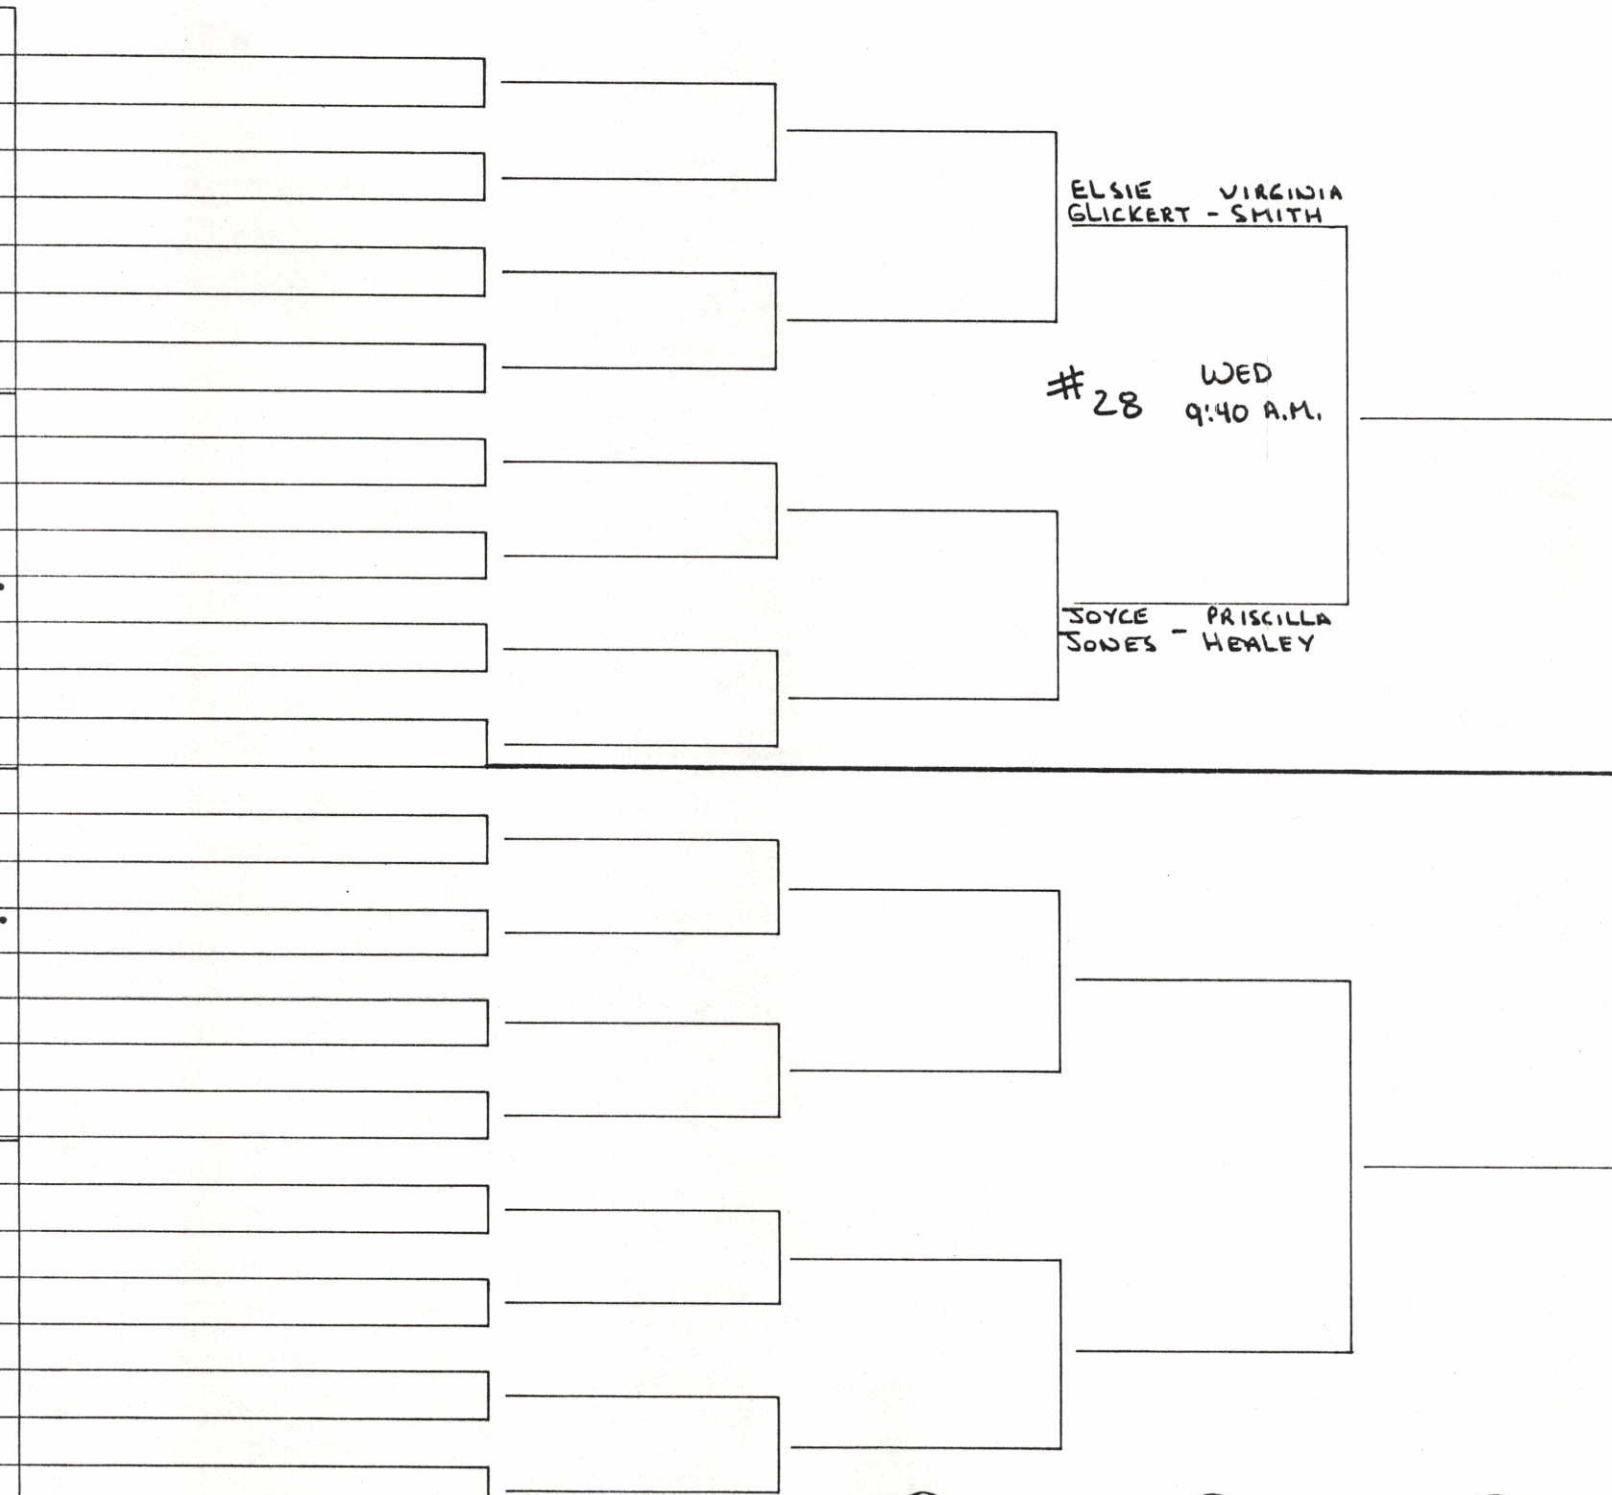 ELSIE VIRGINIA
GLICKERT - SMITH
#28 WED
9:40 A.M.
JOYCE - PRISCILLA
JONES - HEALEY